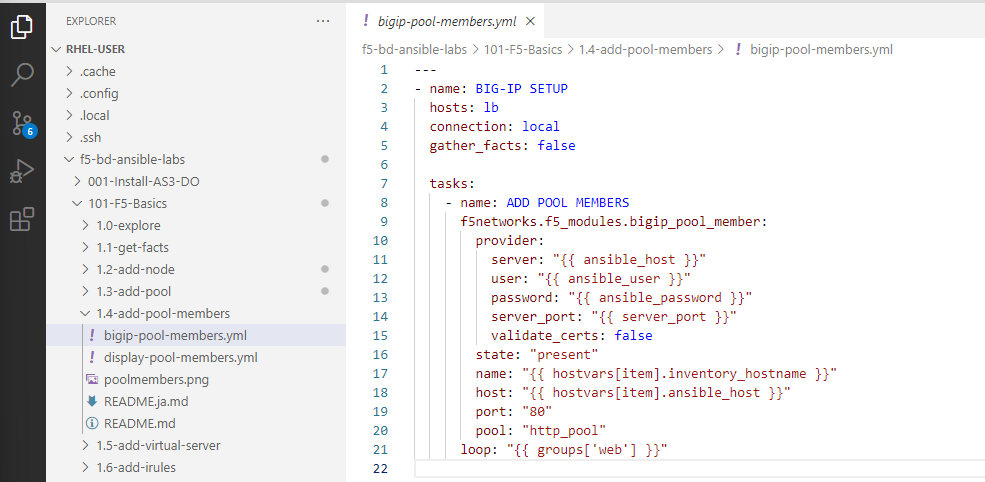 EXPLORER
...
RHEL-USER
.cache
.config
.local
.ssh
f5-bd-ansible-labs
001-Install-AS3-DO
101-F5-Basics
1.0-explore
1.1-get-facts
1.2-add-node
1.3-add-pool
1.4-add-pool-members
! bigip-pool-members.yml
! display-pool-members.yml
poolmembers.png
README.ja.md
README.md
1.5-add-virtual-server
1.6-add-irules
6
! bigip-pool-members.yml ×
f5-bd-ansible-labs > 101-F5-Basics > 1.4-add-pool-members > ! bigip-pool-members.yml
1 ---
2 - name: BIG-IP SETUP
3   hosts: lb
4   connection: local
5   gather_facts: false
6
7   tasks:
8     - name: ADD POOL MEMBERS
9       f5networks.f5_modules.bigip_pool_member:
10         provider:
11           server: "{{ ansible_host }}"
12           user: "{{ ansible_user }}"
13           password: "{{ ansible_password }}"
14           server_port: "{{ server_port }}"
15           validate_certs: false
16         state: "present"
17         name: "{{ hostvars[item].inventory_hostname }}"
18         host: "{{ hostvars[item].ansible_host }}"
19         port: "80"
20         pool: "http_pool"
21       loop: "{{ groups['web'] }}"
22